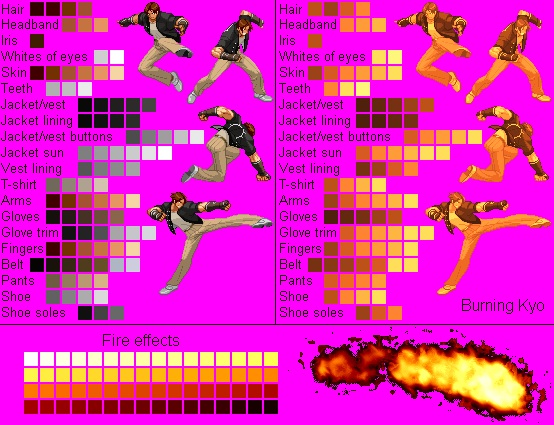 Hair
Headband
Iris
Whites of eyes
Skin
Teeth
Jacket/vest
Jacket lining
Jacket/vest buttons
Jacket sun
Vest lining
T-shirt
Arms
Gloves
Glove trim
Fingers
Belt
Pants
Shoe
Shoe soles
Hair
Headband
Iris
Whites of eyes
Skin
Teeth
Jacket/vest
Jacket lining
Jacket/vest buttons
Jacket sun
Vest lining
T-shirt
Arms
Gloves
Glove trim
Fingers
Belt
Pants
Shoe
Shoe soles
Burning Kyo
Fire effects